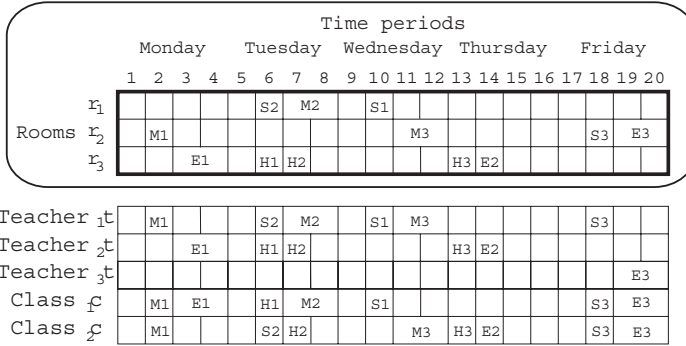 Time periods
Monday Tuesday Wednesday Thursday Friday
1 2 3 4 5 6 7 8 9 10 11 12 13 14 15 16 17 18 19 20
r1 S2 M2 S1
Rooms r2 M1 M3 S3 E3
r3 E1 H1 H2 H3 E2
Teacher 1t M1 S2 M2 S1 M3 S3
Teacher 2t E1 H1 H2 H3 E2
Teacher 3t E3
Class 1c M1 E1 H1 M2 S1 S3 E3
Class 2c M1 S2 H2 M3 H3 E2 S3 E3